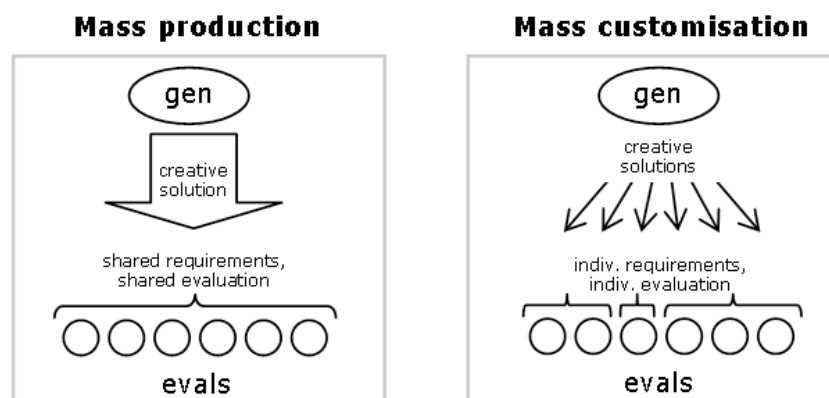 Mass production
gen
creative
solution
shared requirements,
shared evaluation
evals
Mass customisation
gen
creative
solutions
indiv. requirements,
indiv. evaluation
evals